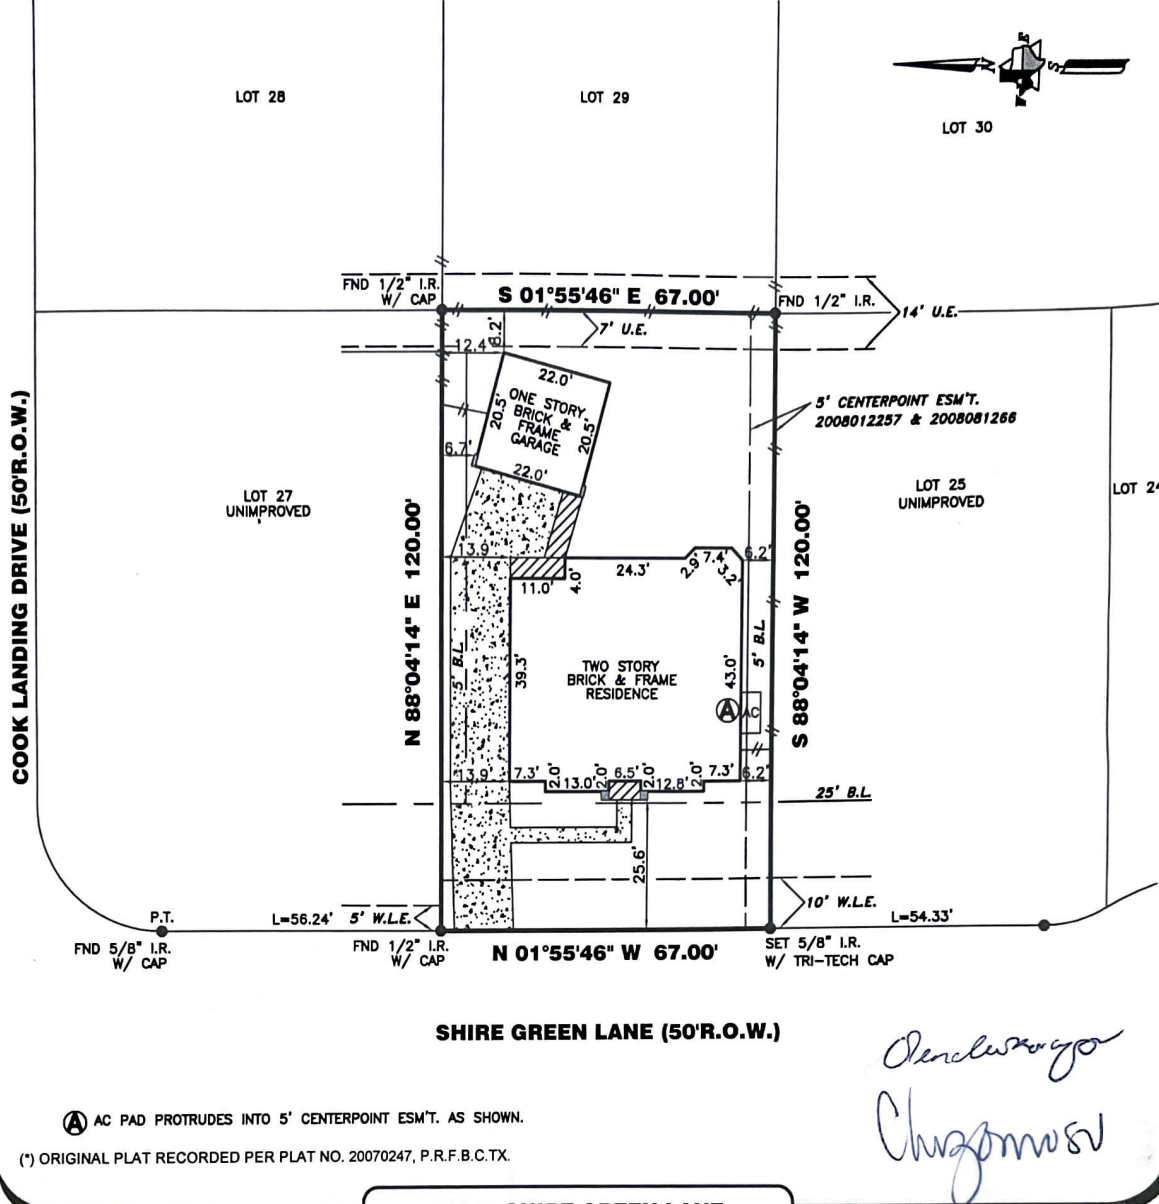 N
E
S
LOT 28
LOT 29
LOT 30
FND 1/2" I.R.
W/ CAP
S 01°55'46" E 67.00'
FND 1/2" I.R.
14' U.E.
7' U.E.
8.2'
12.4'
22.0'
ONE STORY
BRICK &
FRAME
GARAGE
20.5'
20.5'
22.0'
6.7'
5' CENTERPOINT ESM'T.
2008012257 & 2008081266
COOK LANDING DRIVE (50'R.O.W.)
LOT 27
UNIMPROVED
LOT 25
UNIMPROVED
LOT 24
N 88°04'14" E 120.00'
S 88°04'14" W 120.00'
13.9'
11.0'
4.0'
24.3'
2.9'
7.4'
3.2'
6.2'
5' B.L.
39.3'
TWO STORY
BRICK & FRAME
RESIDENCE
43.0'
5' B.L.
A
AC
13.9'
7.3'
2.0'
13.0'
2.0'
6.5'
2.0'
12.8'
2.0'
7.3'
6.2'
25' B.L.
25.6'
10' W.L.E.
P.T.
L=56.24'
5' W.L.E.
L=54.33'
FND 5/8" I.R.
W/ CAP
FND 1/2" I.R.
W/ CAP
N 01°55'46" W 67.00'
SET 5/8" I.R.
W/ TRI-TECH CAP
SHIRE GREEN LANE (50'R.O.W.)
A AC PAD PROTRUDES INTO 5' CENTERPOINT ESM'T. AS SHOWN.
(*) ORIGINAL PLAT RECORDED PER PLAT NO. 20070247, P.R.F.B.C.TX.
SHIRE GREEN LANE